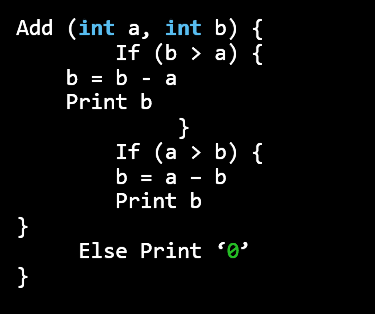 Add (int a, int b) {
If (b > a) {
b = b - a
Print b
}
If (a > b) {
b = a – b
Print b
}
Else Print ‘0’
}